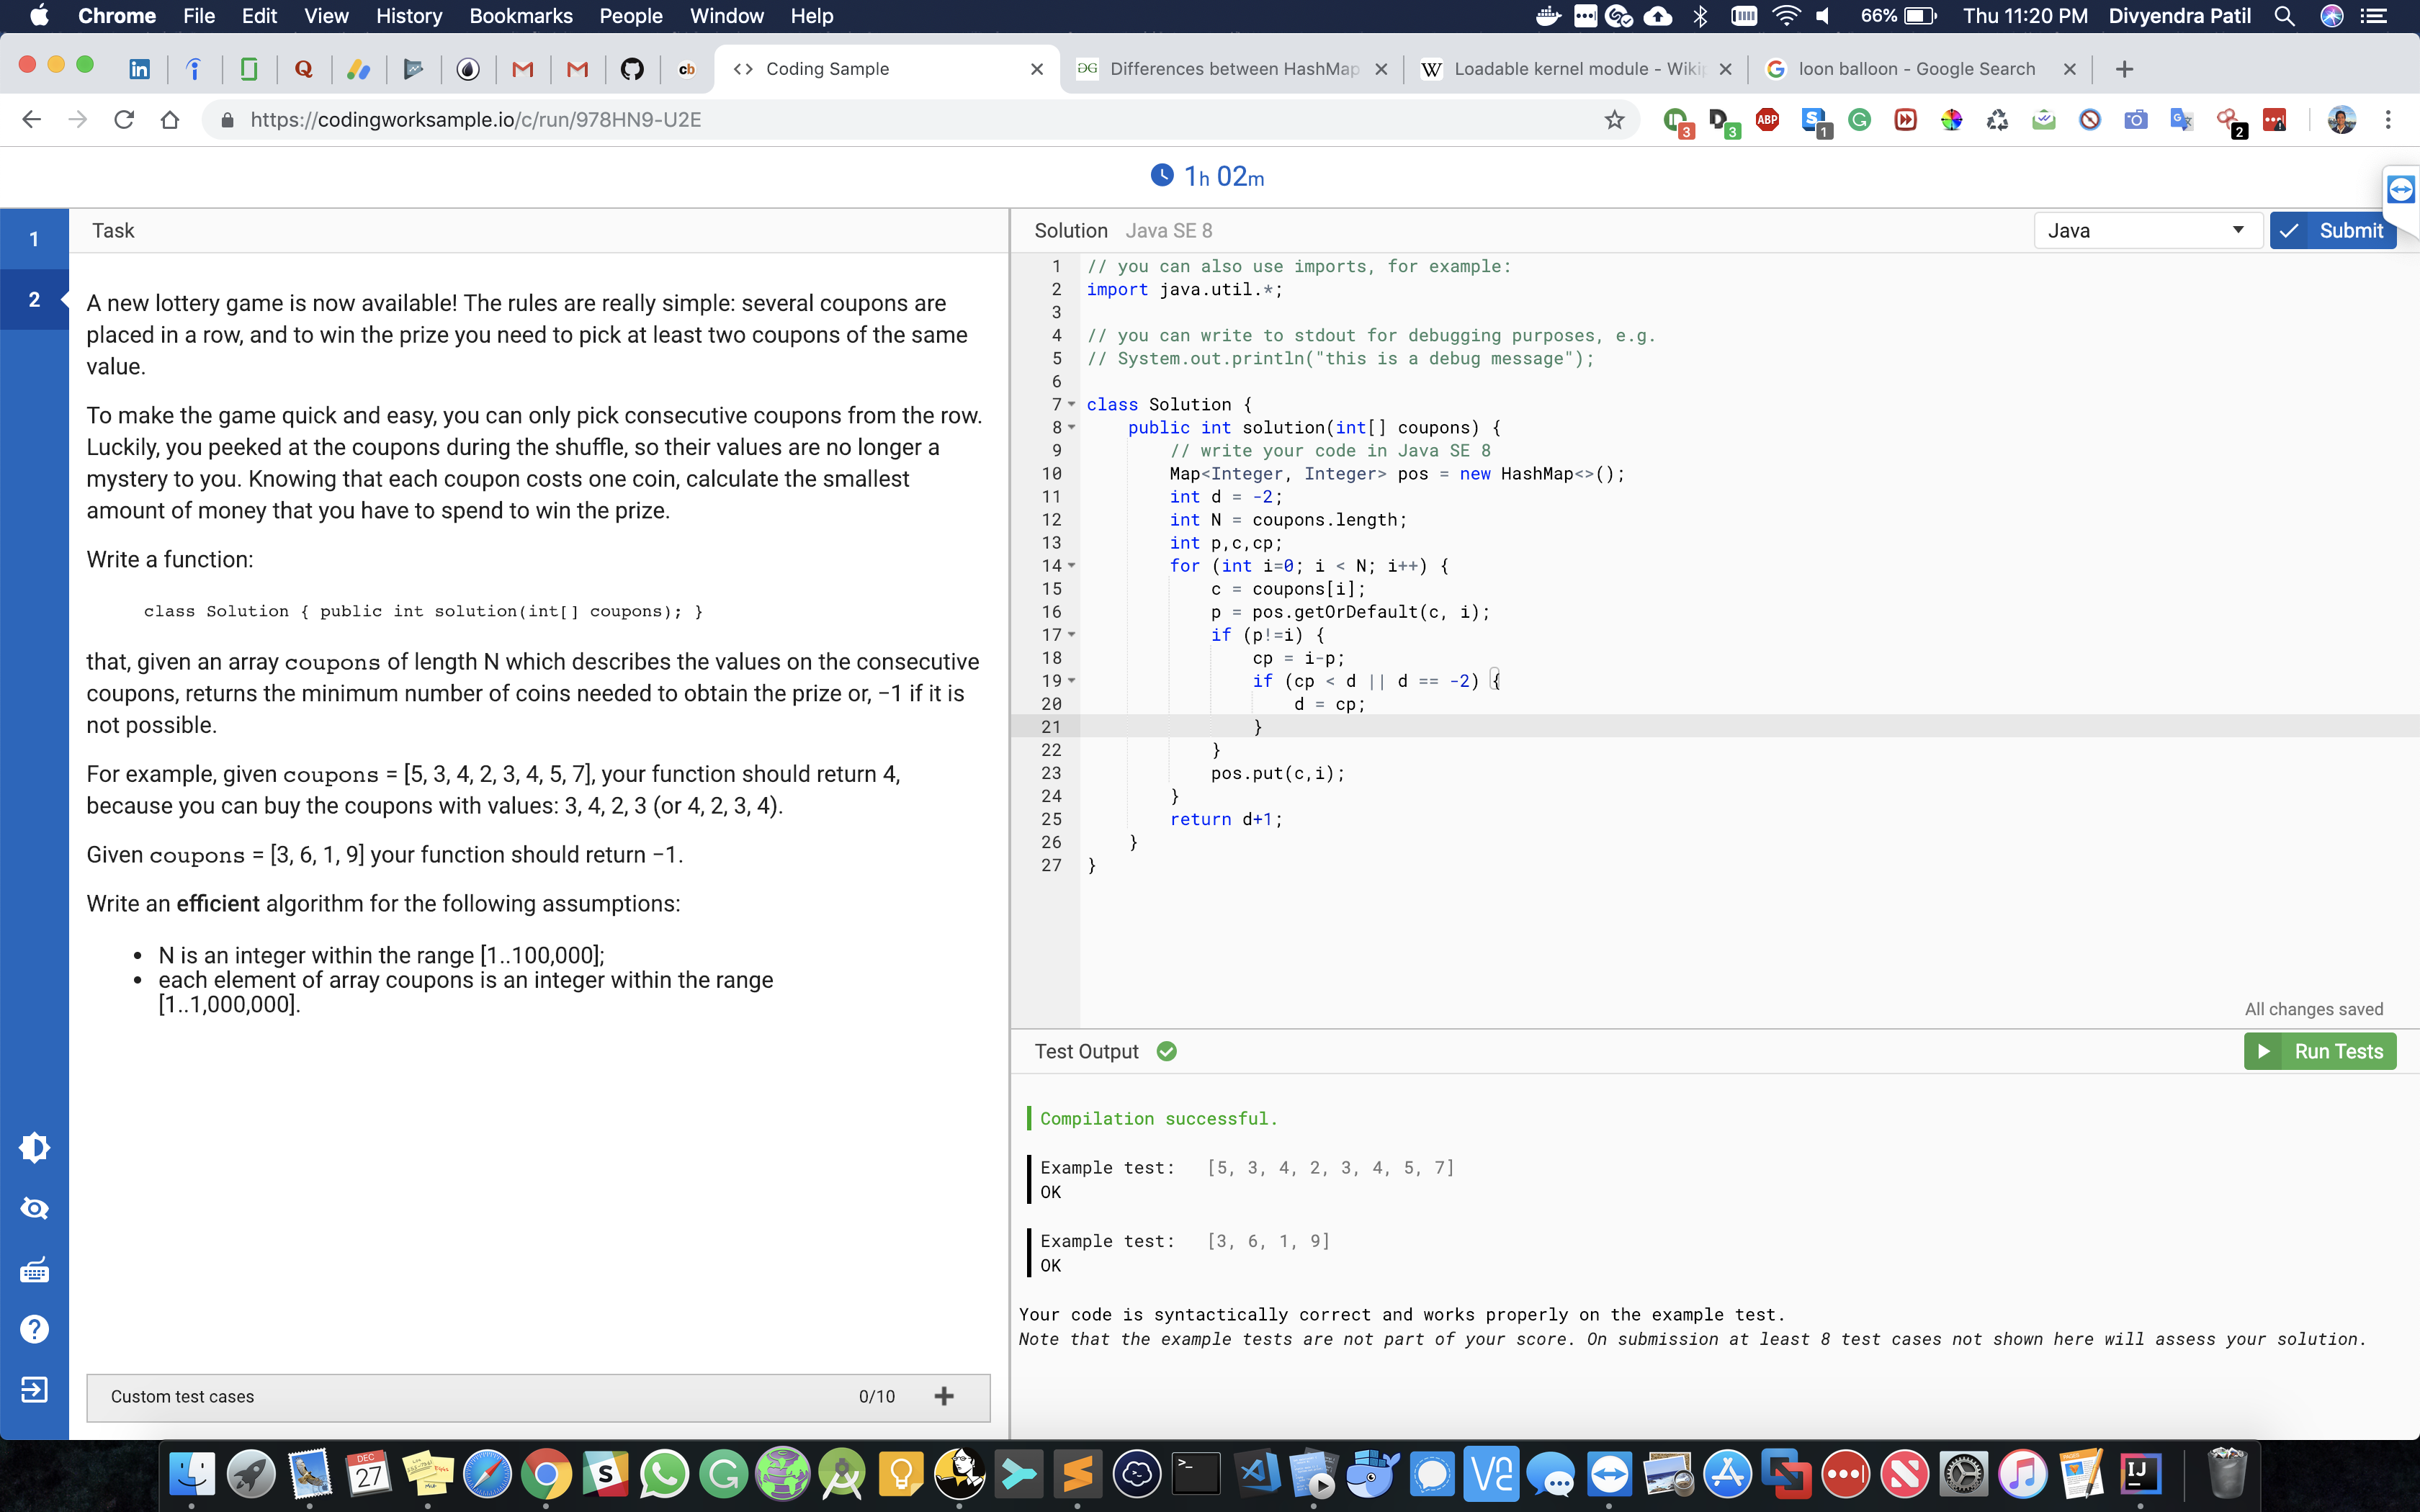 Chrome File Edit View History Bookmarks People Window Help 66% Thu 11:20 PM Divyendra Patil
Coding Sample
Differences between HashMap
Loadable kernel module - Wiki
loon balloon - Google Search
https://codingworksample.io/c/run/978HN9-U2E
1h 02m
1
2
Task
A new lottery game is now available! The rules are really simple: several coupons are
placed in a row, and to win the prize you need to pick at least two coupons of the same
value.
To make the game quick and easy, you can only pick consecutive coupons from the row.
Luckily, you peeked at the coupons during the shuffle, so their values are no longer a
mystery to you. Knowing that each coupon costs one coin, calculate the smallest
amount of money that you have to spend to win the prize.
Write a function:
class Solution { public int solution(int[] coupons); }
that, given an array coupons of length N which describes the values on the consecutive
coupons, returns the minimum number of coins needed to obtain the prize or, −1 if it is
not possible.
For example, given coupons = [5, 3, 4, 2, 3, 4, 5, 7], your function should return 4,
because you can buy the coupons with values: 3, 4, 2, 3 (or 4, 2, 3, 4).
Given coupons = [3, 6, 1, 9] your function should return −1.
Write an efficient algorithm for the following assumptions:
• N is an integer within the range [1..100,000];
• each element of array coupons is an integer within the range
[1..1,000,000].
Custom test cases 0/10
Solution Java SE 8
Java
Submit
1 // you can also use imports, for example:
2 import java.util.*;
3
4 // you can write to stdout for debugging purposes, e.g.
5 // System.out.println("this is a debug message");
6
7 class Solution {
8 public int solution(int[] coupons) {
9 // write your code in Java SE 8
10 Map<Integer, Integer> pos = new HashMap<>();
11 int d = -2;
12 int N = coupons.length;
13 int p,c,cp;
14 for (int i=0; i < N; i++) {
15 c = coupons[i];
16 p = pos.getOrDefault(c, i);
17 if (p!=i) {
18 cp = i-p;
19 if (cp < d || d == -2) {
20 d = cp;
21 }
22 }
23 pos.put(c,i);
24 }
25 return d+1;
26 }
27 }
All changes saved
Test Output
Run Tests
Compilation successful.
Example test: [5, 3, 4, 2, 3, 4, 5, 7]
OK
Example test: [3, 6, 1, 9]
OK
Your code is syntactically correct and works properly on the example test.
Note that the example tests are not part of your score. On submission at least 8 test cases not shown here will assess your solution.
DEC
27